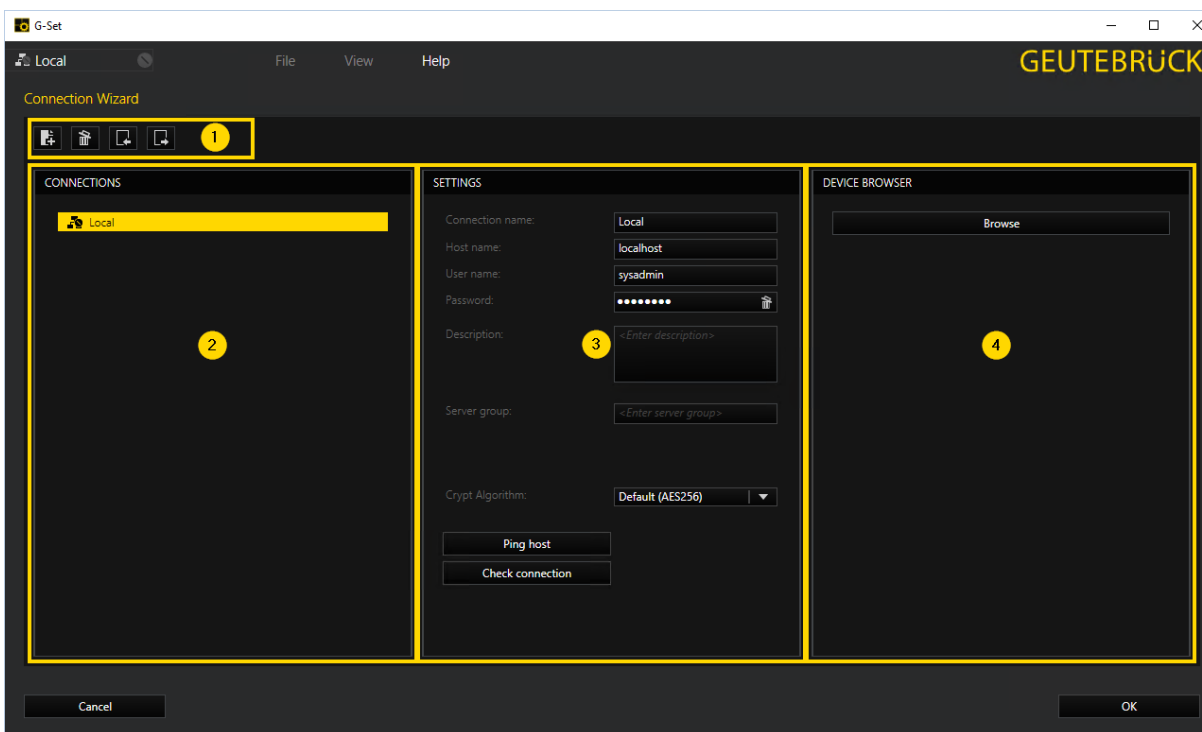 G-Set
Local File View Help GEUTEBRÜCK
Connection Wizard
1
CONNECTIONS SETTINGS DEVICE BROWSER
Local Connection name: Local Browse
Host name: localhost
User name: sysadmin
Password: ••••••••
Description: <Enter description>
2 3 4
Server group: <Enter server group>
Crypt Algorithm: Default (AES256)
Ping host
Check connection
Cancel OK